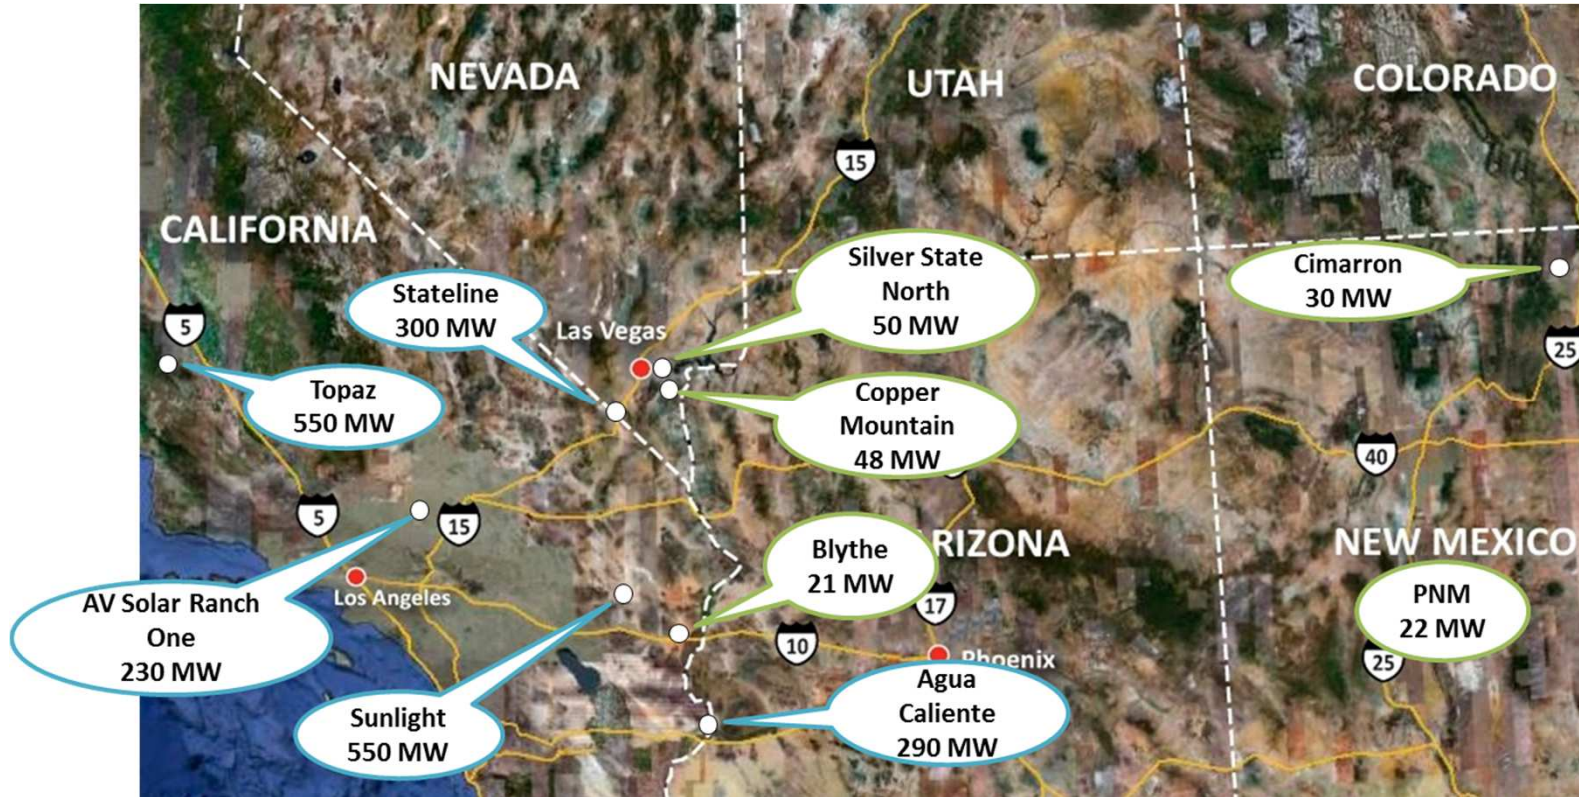 NEVADA
UTAH
COLORADO
15
CALIFORNIA
Silver State
North
50 MW
Cimarron
30 MW
Stateline
300 MW
5
Las Vegas
25
Topaz
550 MW
Copper
Mountain
48 MW
40
5
15
RIZONA
NEW MEXICO
Blythe
21 MW
Los Angeles
AV Solar Ranch
One
230 MW
17
PNM
22 MW
10
Phoenix
25
Sunlight
550 MW
Agua
Caliente
290 MW